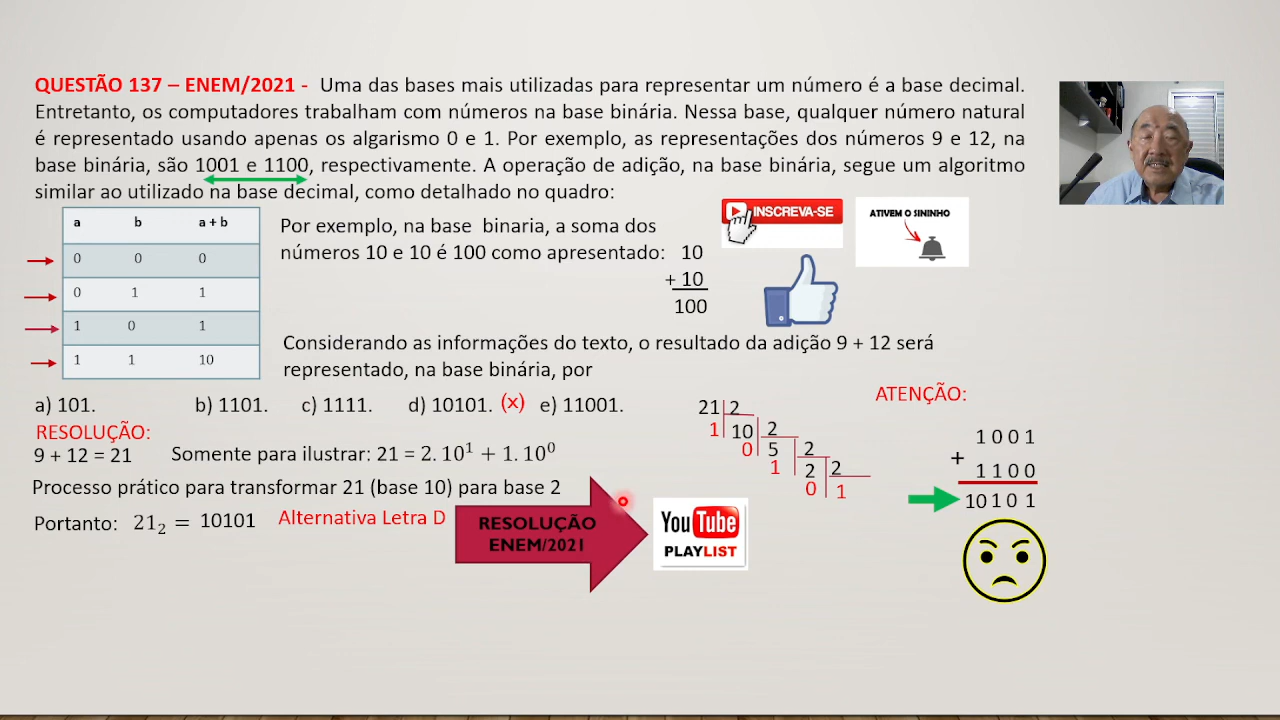 QUESTÃO 137 – ENEM/2021 - Uma das bases mais utilizadas para representar um número é a base decimal.
Entretanto, os computadores trabalham com números na base binária. Nessa base, qualquer número natural
é representado usando apenas os algarismo 0 e 1. Por exemplo, as representações dos números 9 e 12, na
base binária, são 1001 e 1100, respectivamente. A operação de adição, na base binária, segue um algoritmo
similar ao utilizado na base decimal, como detalhado no quadro:
a b a + b
0 0 0
0 1 1
1 0 1
1 1 10
Por exemplo, na base binaria, a soma dos
números 10 e 10 é 100 como apresentado: 10
+ 10
100
INSCREVA-SE
ATIVEM O SININHO
Considerando as informações do texto, o resultado da adição 9 + 12 será
representado, na base binária, por
a) 101. b) 1101. c) 1111. d) 10101. (x) e) 11001.
RESOLUÇÃO:
9 + 12 = 21 Somente para ilustrar: 21 = 2. 10¹ + 1. 10⁰
Processo prático para transformar 21 (base 10) para base 2
Portanto: 21₂ = 10101 Alternativa Letra D
RESOLUÇÃO
ENEM/2021
YouTube
PLAYLIST
21 2
1 10 2
0 5 2
1 2 2
0 1
ATENÇÃO:
1 0 0 1
+
1 1 0 0
10 1 0 1